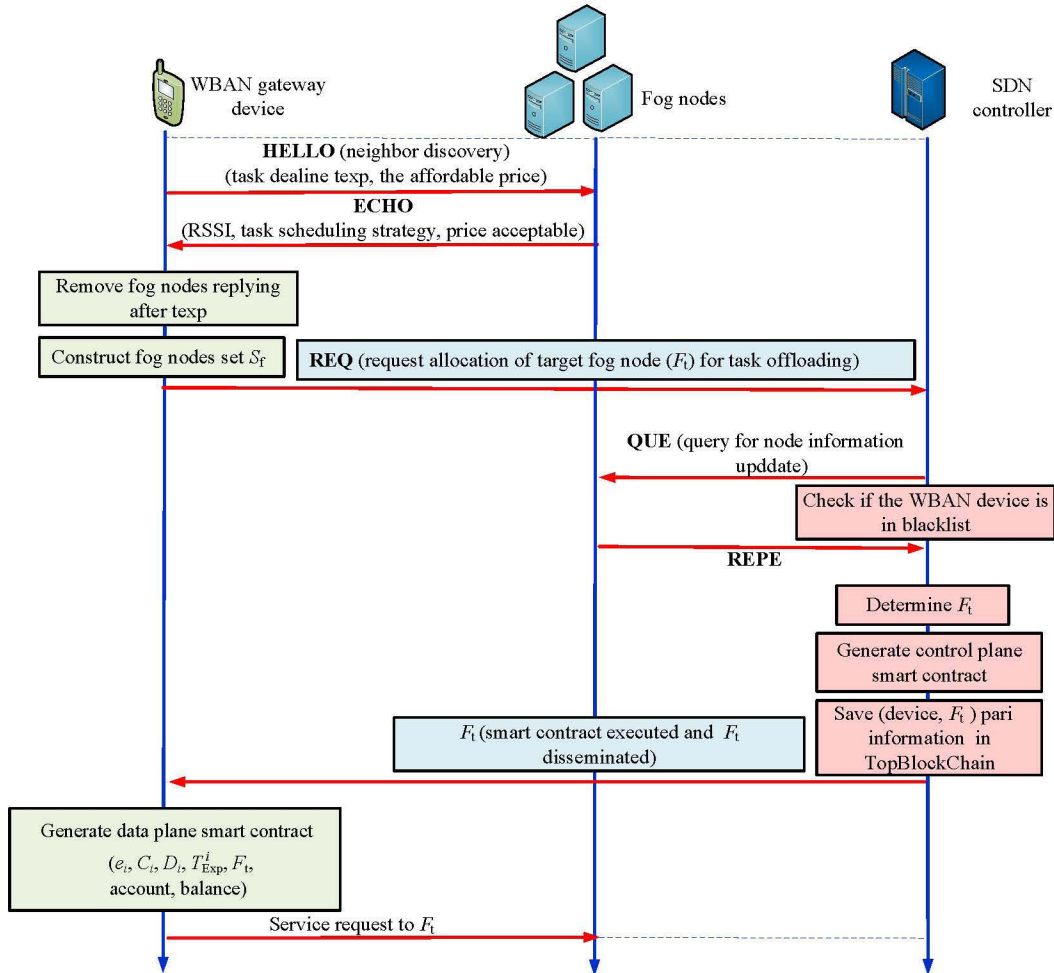 WBAN gateway
device
Fog nodes
SDN
controller
HELLO (neighbor discovery)
(task dealine texp, the affordable price)
ECHO
(RSSI, task scheduling strategy, price acceptable)
Remove fog nodes replying
after texp
Construct fog nodes set Sf
REQ (request allocation of target fog node (Ft) for task offloading)
QUE (query for node information
upddate)
Check if the WBAN device is
in blacklist
REPE
Determine Ft
Generate control plane
smart contract
Save (device, Ft ) pari
information in
TopBlockChain
Ft (smart contract executed and Ft
disseminated)
Generate data plane smart contract
(ei, Ci, Di, T^i_Exp, Ft,
account, balance)
Service request to Ft